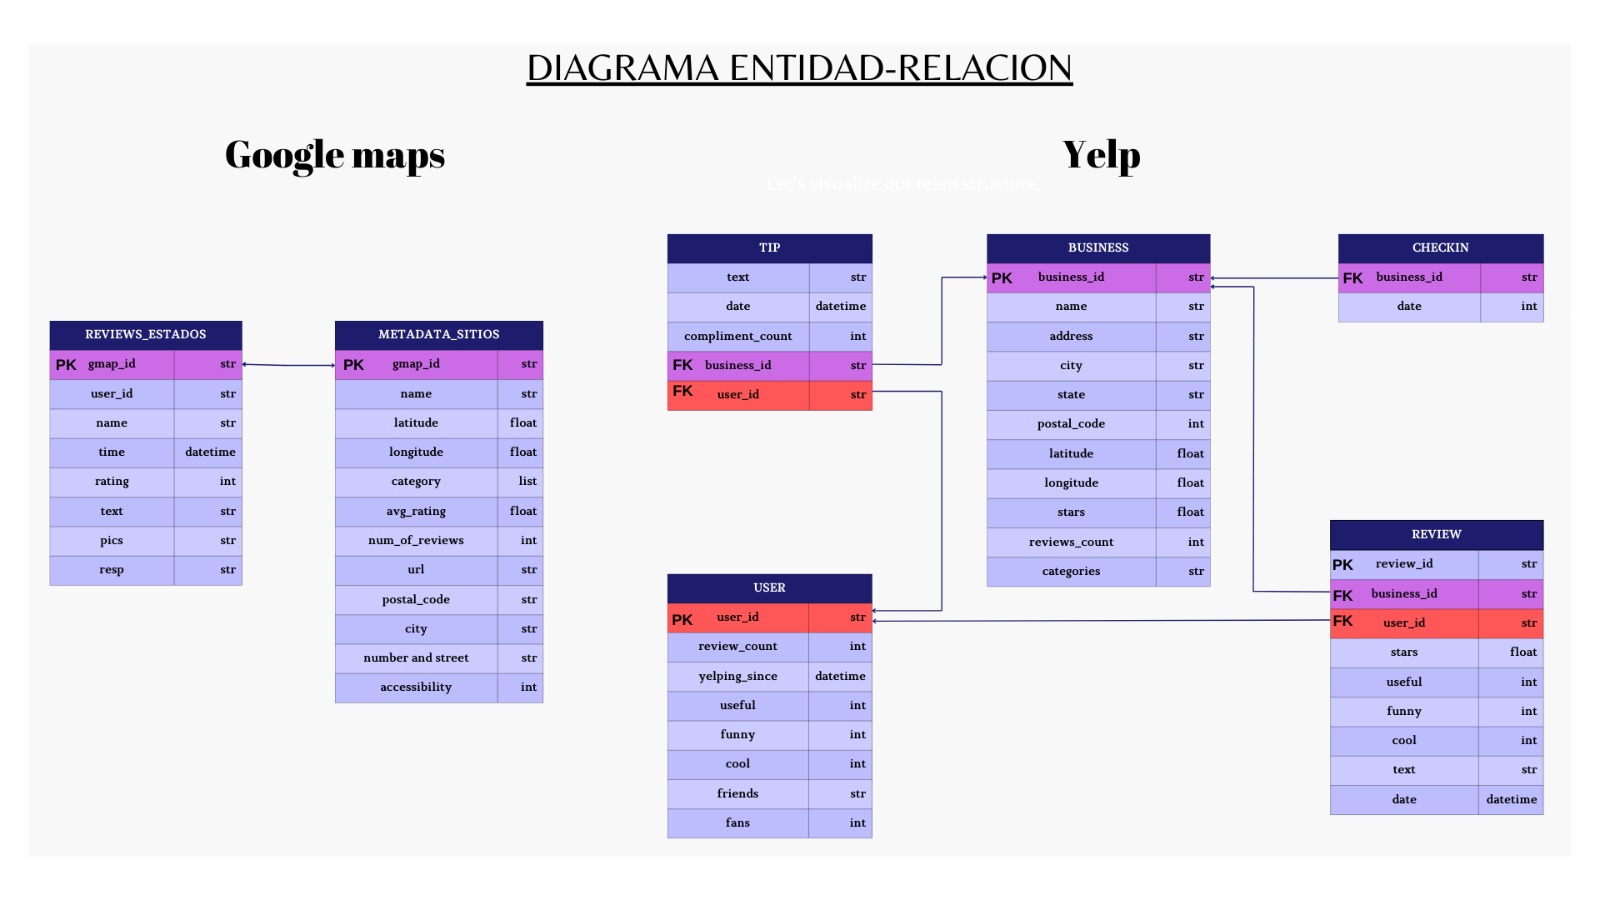 DIAGRAMA ENTIDAD-RELACION
Google maps
Yelp
Let's visualize our team structure.
REVIEWS_ESTADOS
PK gmap_id str
user_id str
name str
time datetime
rating int
text str
pics str
resp str
METADATA_SITIOS
PK gmap_id str
name str
latitude float
longitude float
category list
avg_rating float
num_of_reviews int
url str
postal_code str
city str
number and street str
accessibility int
TIP
text str
date datetime
compliment_count int
FK business_id str
FK user_id str
USER
PK user_id str
review_count int
yelping_since datetime
useful int
funny int
cool int
friends str
fans int
BUSINESS
PK business_id str
name str
address str
city str
state str
postal_code int
latitude float
longitude float
stars float
reviews_count int
categories str
CHECKIN
FK business_id str
date int
REVIEW
PK review_id str
FK business_id str
FK user_id str
stars float
useful int
funny int
cool int
text str
date datetime